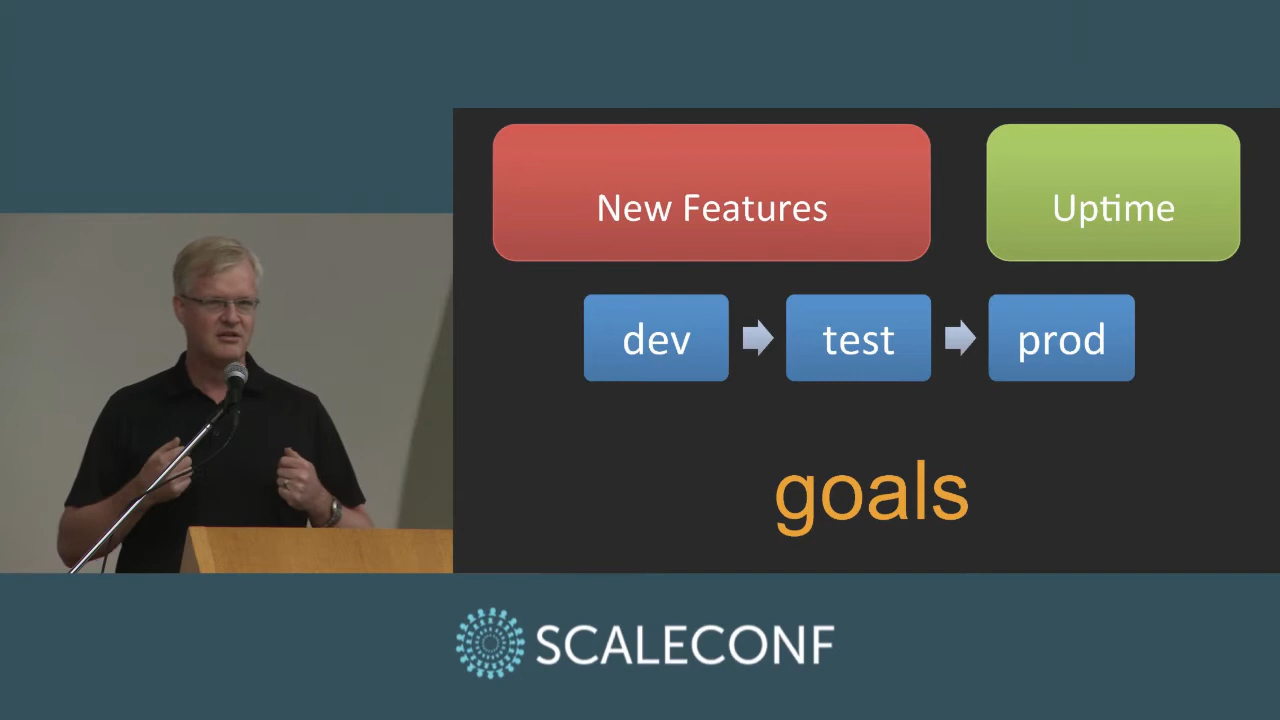 New Features
Uptime
dev
test
prod
goals
SCALECONF